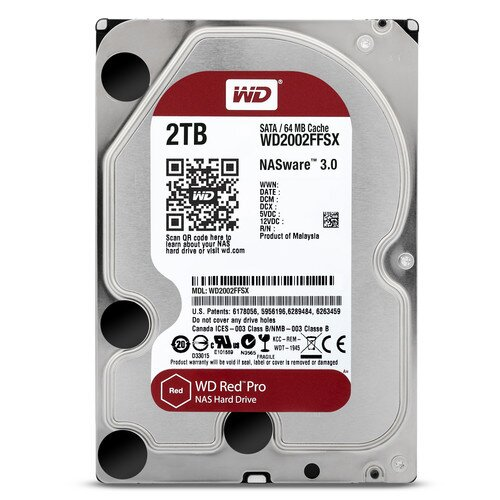 WD
2TB
SATA / 64 MB Cache
WD2002FFSX
NASware™ 3.0
WD
WWN:
DATE :
DCM :
DCX :
5VDC :
12VDC :
R/N :
Product of Malaysia
Scan QR code here to
learn about your NAS
hard drive or visit wd.com
MDL: WD2002FFSX
U.S. Patents: 6178056, 5956196,6289484, 6263459
Do not cover any drive holes
Canada ICES-003 Class B/NMB-003 Classe B
20
D33015
E101559
N3565
FRAGILE
KCC - REM -
WDT - 1945
Product warranty will be void if seal, label or cover is removed or damaged
Red
WD Red™ Pro
NAS Hard Drive